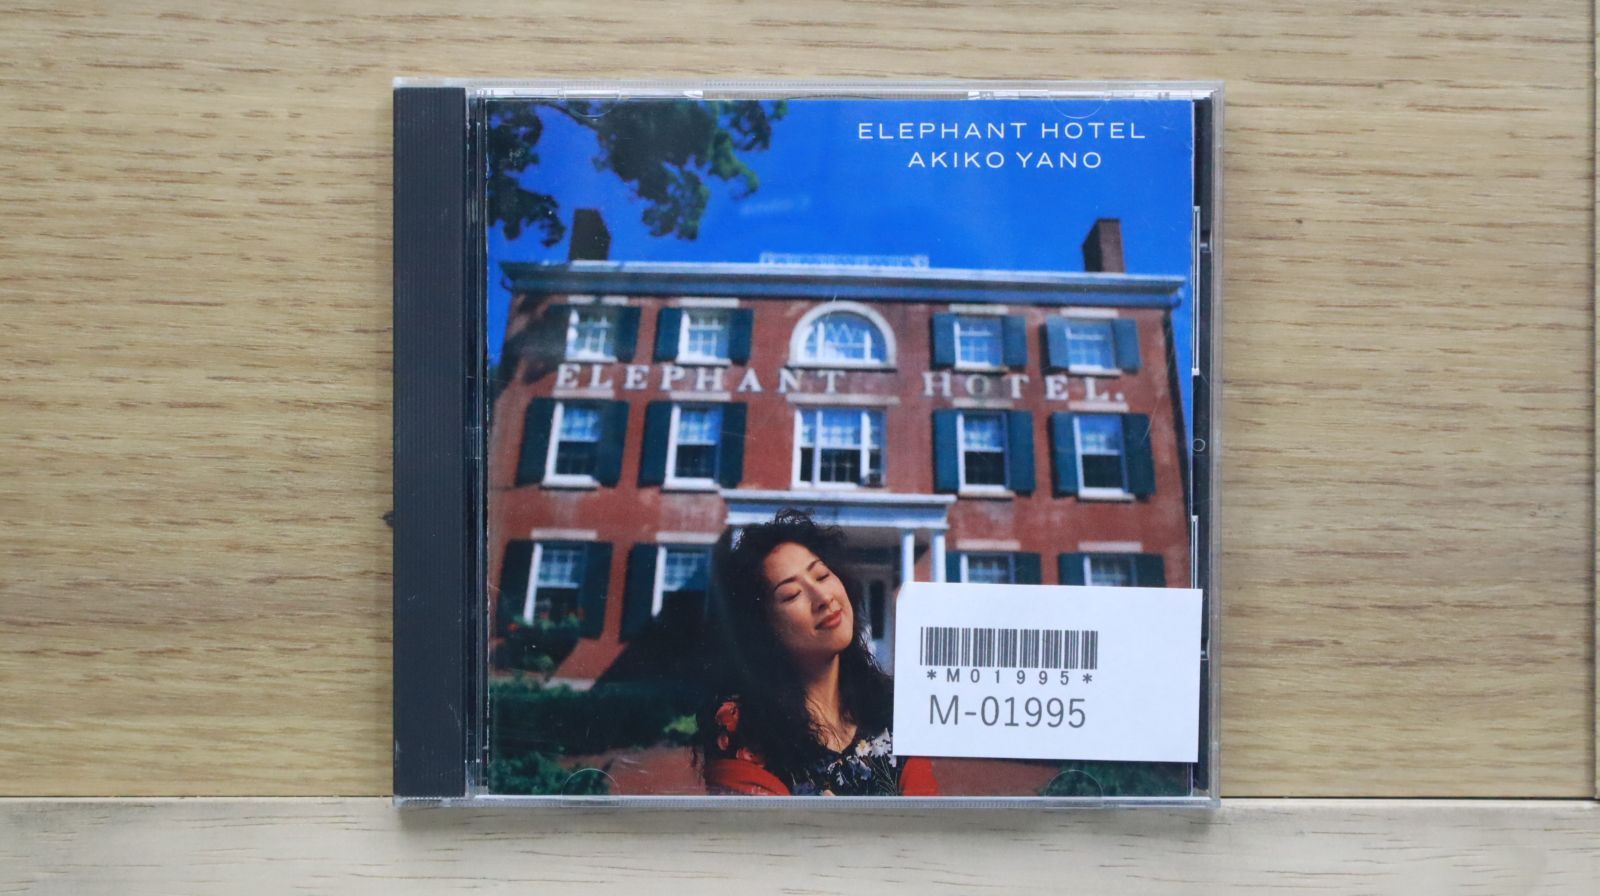 ELEPHANT HOTEL
AKIKO YANO
ELEPHANT HOTEL.
*M01995*
M-01995